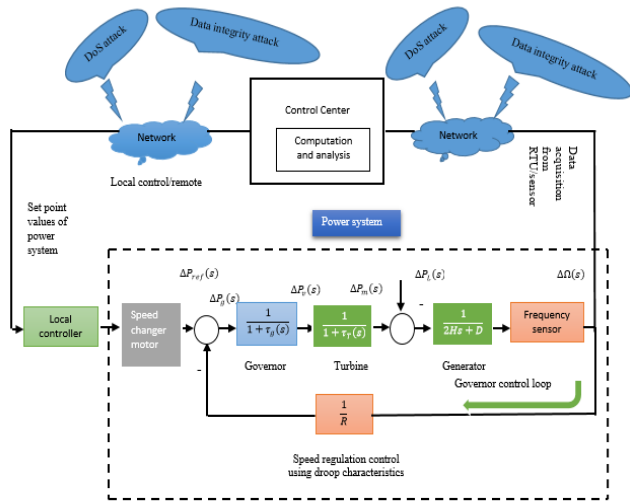 DoS attack
Data integrity attack
DoS attack
Data integrity attack
Network
Control Center
Computation
and analysis
Network
Local control/remote
Data
acquisition
from
RTU/sensor
Set point
values of
power
system
Power system
ΔP_ref(s)
ΔP_g(s)
ΔP_v(s)
ΔP_m(s)
ΔP_L(s)
ΔΩ(s)
Local
controller
Speed
changer
motor
1
1 + τ_g(s)
1
1 + τ_T(s)
-
1
2Hs + D
Frequency
sensor
-
Governor
Turbine
Generator
Governor control loop
1
R
Speed regulation control
using droop characteristics